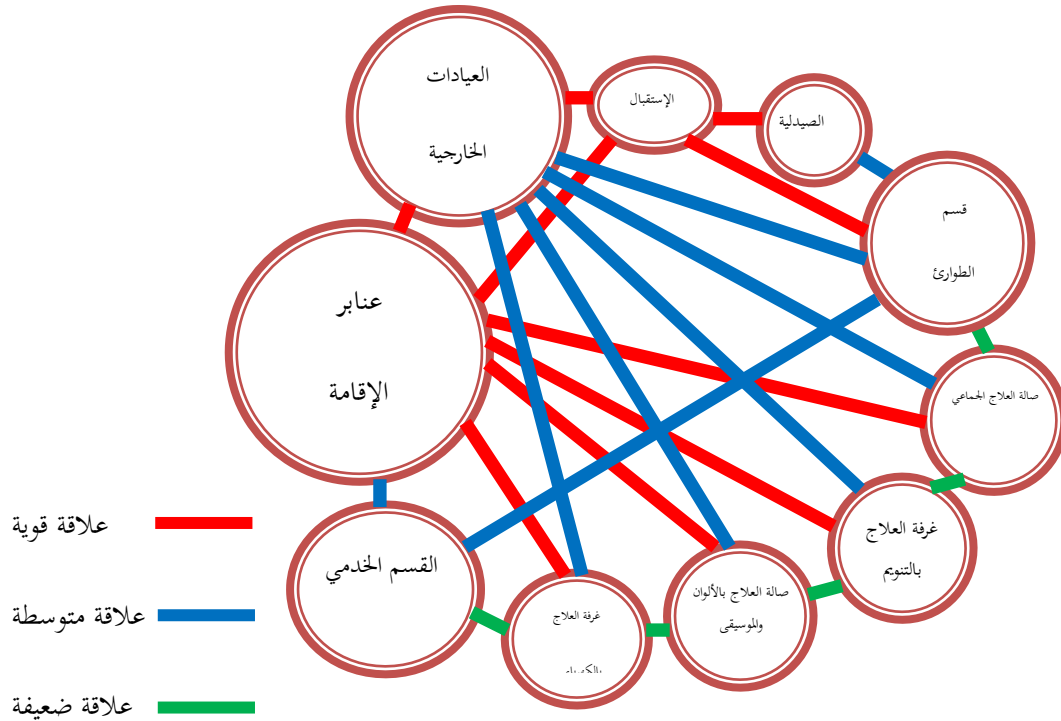 العيادات
الخارجية
الإستقبال
الصيدلية
قسم
الطوارئ
عنابر
الإقامة
صالة العلاج الجماعي
غرفة العلاج
بالتنويم
صالة العلاج بالألوان
والموسيقى
غرفة العلاج
القسم الخدمي
علاقة قوية
علاقة متوسطة
علاقة ضعيفة